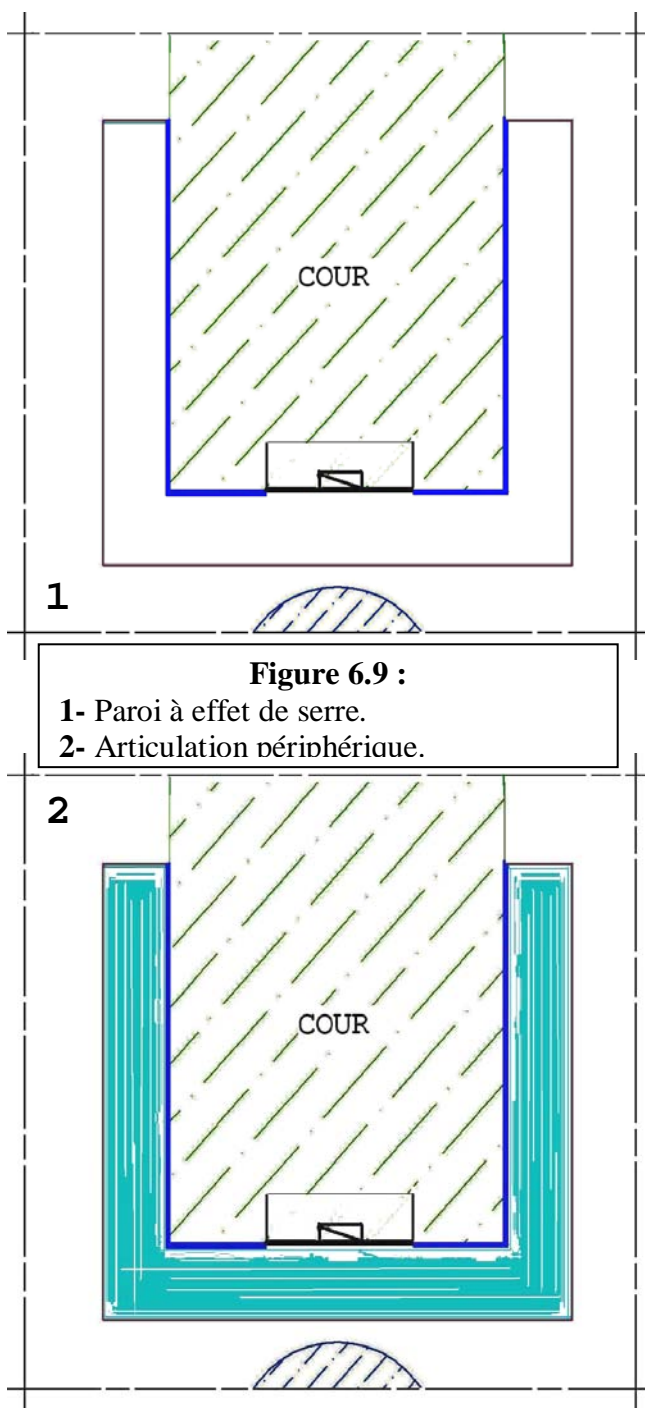 COUR
1
Figure 6.9 :
1- Paroi à effet de serre.
2- Articulation périphérique.
2
COUR